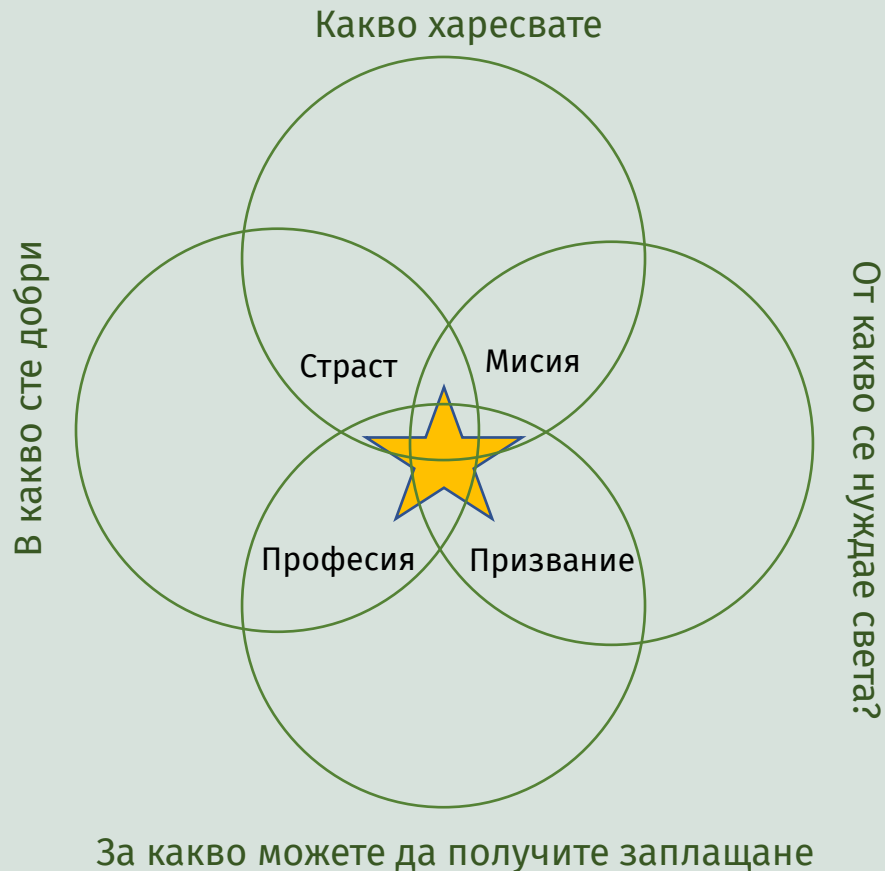 Какво харесвате
В какво сте добри
От какво се нуждае света?
Страст
Мисия
Професия
Призвание
За какво можете да получите заплащане